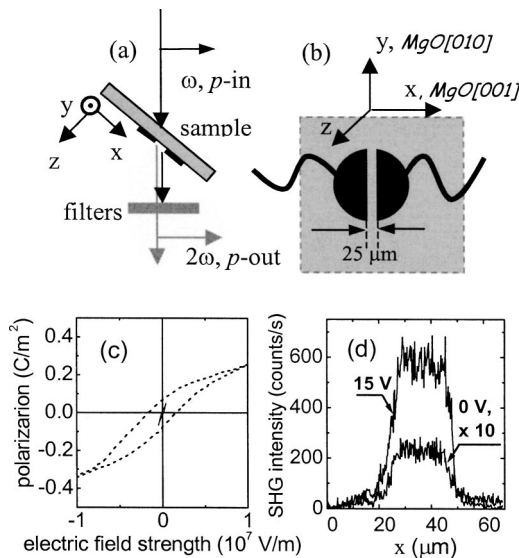 (a)
ω, p-in
sample
y
z
x
filters
2ω, p-out
(b)
y, MgO[010]
x, MgO[001]
z
25 μm
(c)
polarizarion (C/m²)
0.4
0.2
0.0
-0.2
-0.4
-1
0
1
electric field strength (10⁷ V/m)
(d)
SHG intensity (counts/s)
600
400
200
0
15 V
0 V,
x 10
0
20
40
60
x (μm)